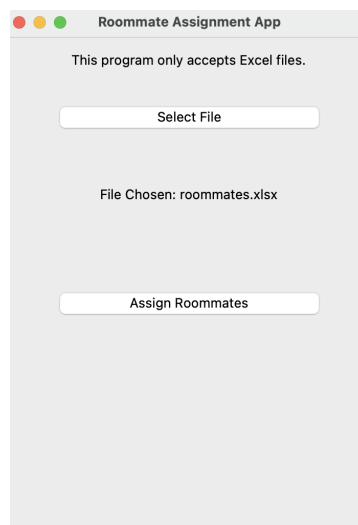 Roommate Assignment App
This program only accepts Excel files.
Select File
File Chosen: roommates.xlsx
Assign Roommates